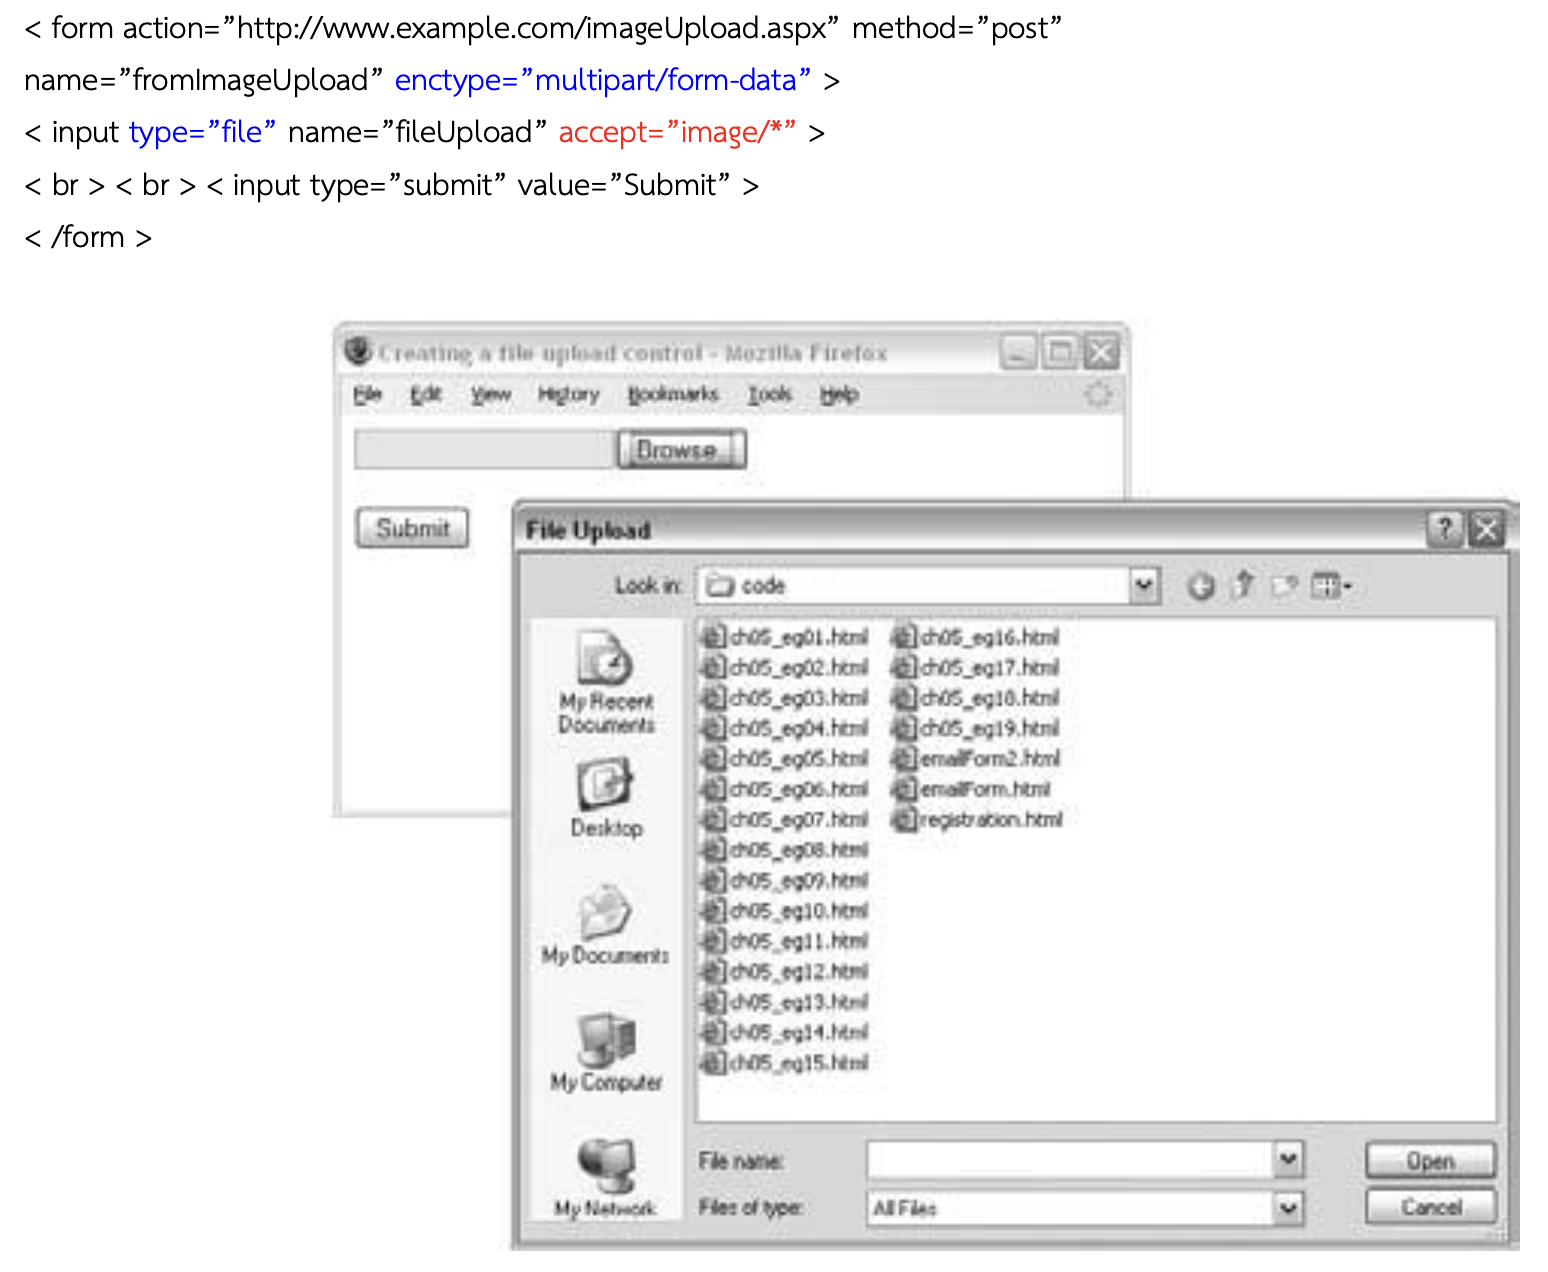 < form action=”http://www.example.com/imageUpload.aspx” method=”post”
name=”fromImageUpload” enctype=”multipart/form-data” >
< input type=”file” name=”fileUpload” accept=”image/*” >
< br > < br > < input type=”submit” value=”Submit” >
< /form >
Creating a file upload control - Mozilla Firefox
File Edit View History Bookmarks Tools Help
Browse...
Submit
File Upload
Look in: code
My Recent Documents
Desktop
My Documents
My Computer
My Network
ch05_eg01.html ch05_eg16.html
ch05_eg02.html ch05_eg17.html
ch05_eg03.html ch05_eg18.html
ch05_eg04.html ch05_eg19.html
ch05_eg05.html emailForm2.html
ch05_eg06.html emailForm.html
ch05_eg07.html registration.html
ch05_eg08.html
ch05_eg09.html
ch05_eg10.html
ch05_eg11.html
ch05_eg12.html
ch05_eg13.html
ch05_eg14.html
ch05_eg15.html
File name: Open
Files of type: All Files Cancel